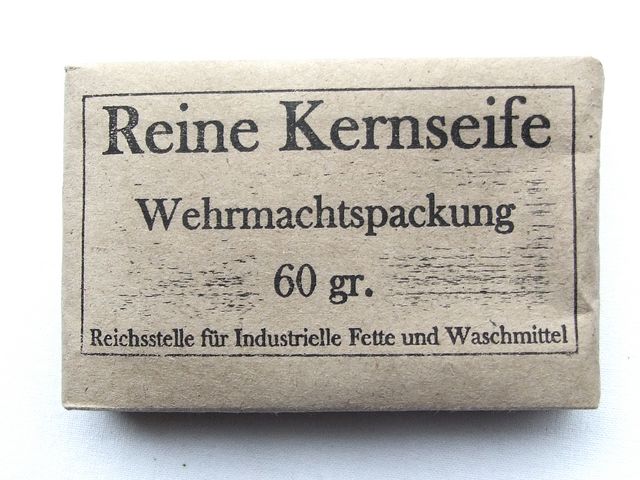 Reine Kernseife
Wehrmachtspackung
60 gr.
Reichsstelle für Industrielle Fette und Waschmittel